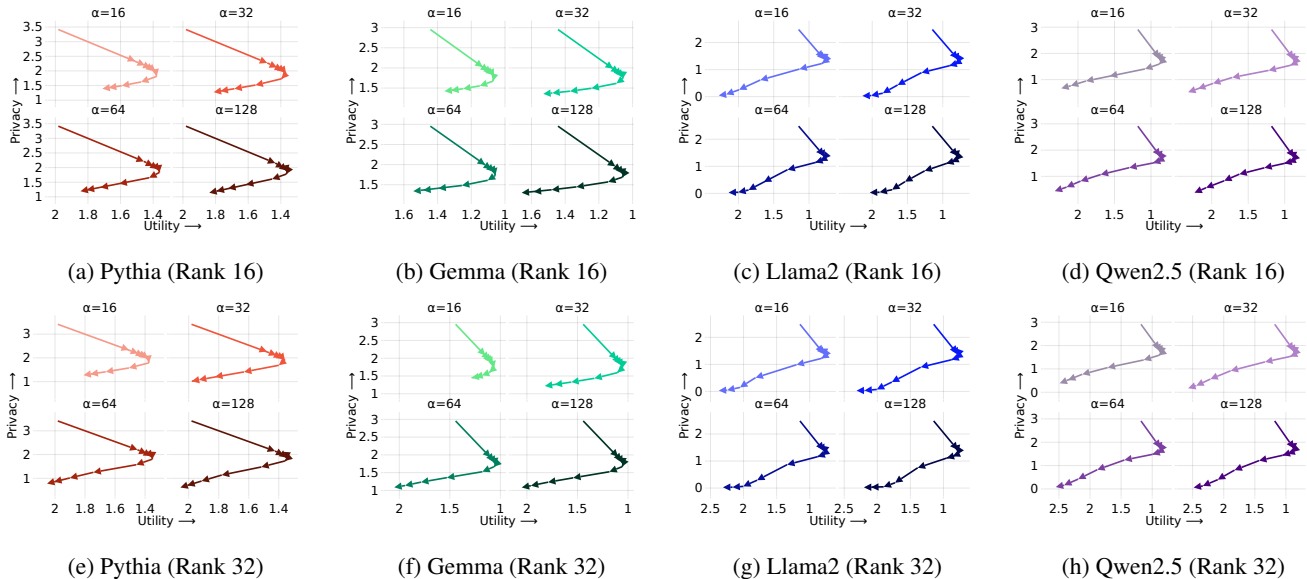 α=16 α=32 α=16 α=32 α=16 α=32 α=16 α=32
3.5 3 2.5 2 1.5 1
3 2.5 2 1.5
2 1 0
2 1
Privacy ⟶ Privacy ⟶ Privacy ⟶ Privacy ⟶
α=64 α=128 α=64 α=128 α=64 α=128 α=64 α=128
3.5 3 2.5 2 1.5 1
3 2.5 2 1.5
2 1 0
2 1
2 1.8 1.6 1.4 2 1.8 1.6 1.4 1.6 1.4 1.2 1 1.6 1.4 1.2 1 2 1.5 1 2 1.5 1 2 1 2 1
Utility ⟶ Utility ⟶ Utility ⟶ Utility ⟶
(a) Pythia (Rank 16) (b) Gemma (Rank 16) (c) Llama2 (Rank 16) (d) Qwen2.5 (Rank 16)
α=16 α=32 α=16 α=32 α=16 α=32 α=16 α=32
3 2 1
3 2.5 2 1.5 1
2 1 0
3 2 1 0
Privacy ⟶ Privacy ⟶ Privacy ⟶ Privacy ⟶
α=64 α=128 α=64 α=128 α=64 α=128 α=64 α=128
3 2 1
3 2.5 2 1.5 1
2 1 0
3 2 1 0
2 1.8 1.6 1.4 2 1.8 1.6 1.4 2 1.5 1 2 1.5 1 2.5 2 1.5 1 2.5 2 1.5 1 2.5 2 1.5 1 2.5 2 1.5 1
Utility ⟶ Utility ⟶ Utility ⟶ Utility ⟶
(e) Pythia (Rank 32) (f) Gemma (Rank 32) (g) Llama2 (Rank 32) (h) Qwen2.5 (Rank 32)